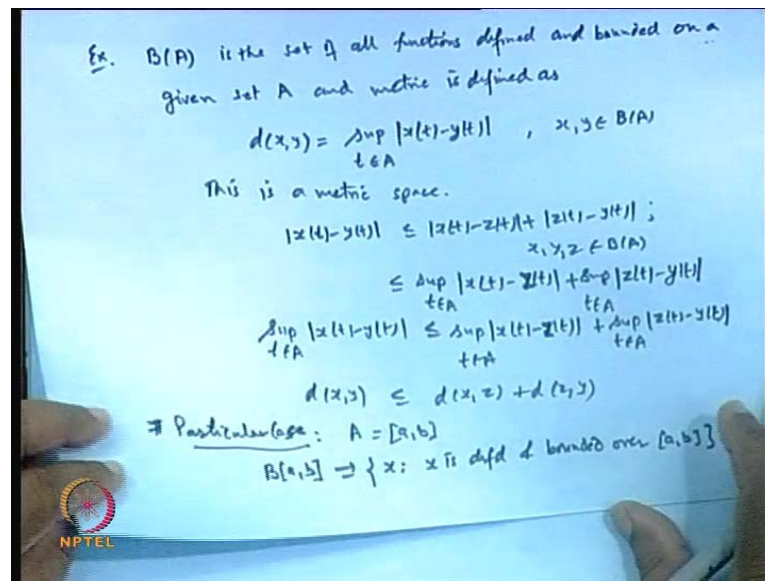 Ex. B(A) is the set of all functions defined and bounded on a
given set A and metric is defined as
d(x,y) = sup |x(t)-y(t)| , x,y ∈ B(A)
t ∈ A
This is a metric space.
|x(t)-y(t)| ≤ |x(t)-z(t)| + |z(t)-y(t)| ;
x,y,z ∈ B(A)
≤ sup |x(t)-z(t)| + sup |z(t)-y(t)|
t∈A t∈A
sup |x(t)-y(t)| ≤ sup |x(t)-z(t)| + sup |z(t)-y(t)|
t∈A t∈A t∈A
d(x,y) ≤ d(x,z) + d(z,y)
Particular Case : A = [a,b]
B[a,b] → {x: x is defd & bounded over [a,b]}
NPTEL